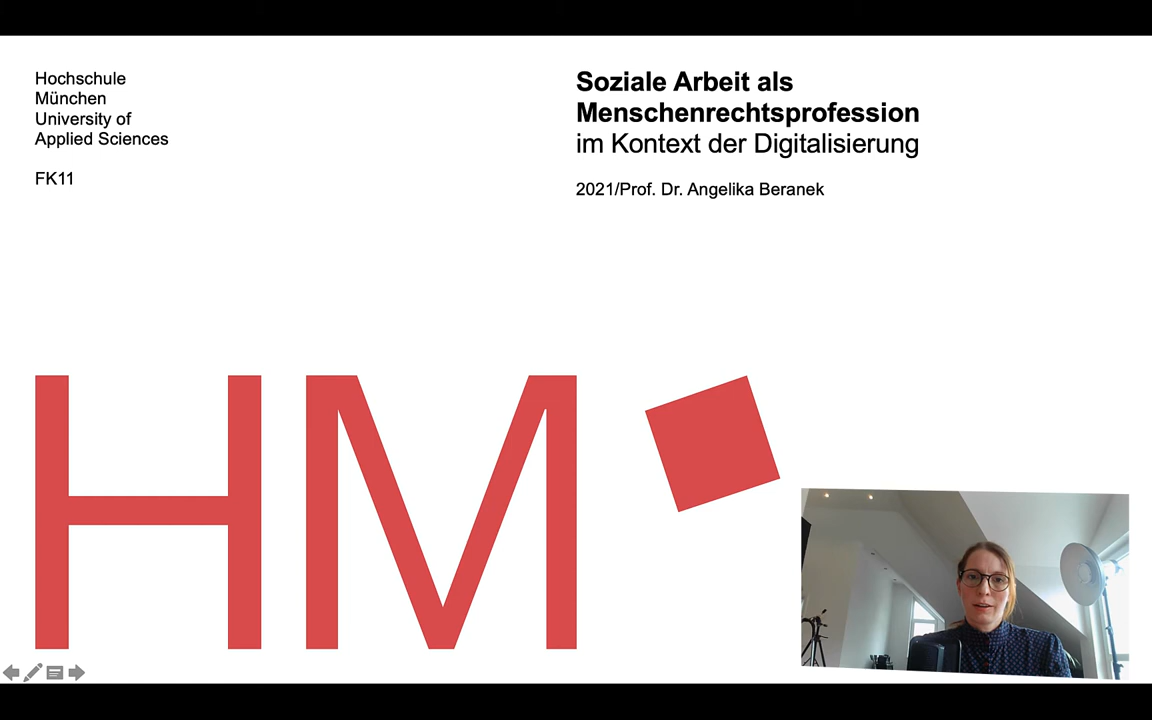 Hochschule
München
University of
Applied Sciences
FK11
Soziale Arbeit als
Menschenrechtsprofession
im Kontext der Digitalisierung
2021/Prof. Dr. Angelika Beranek
HM